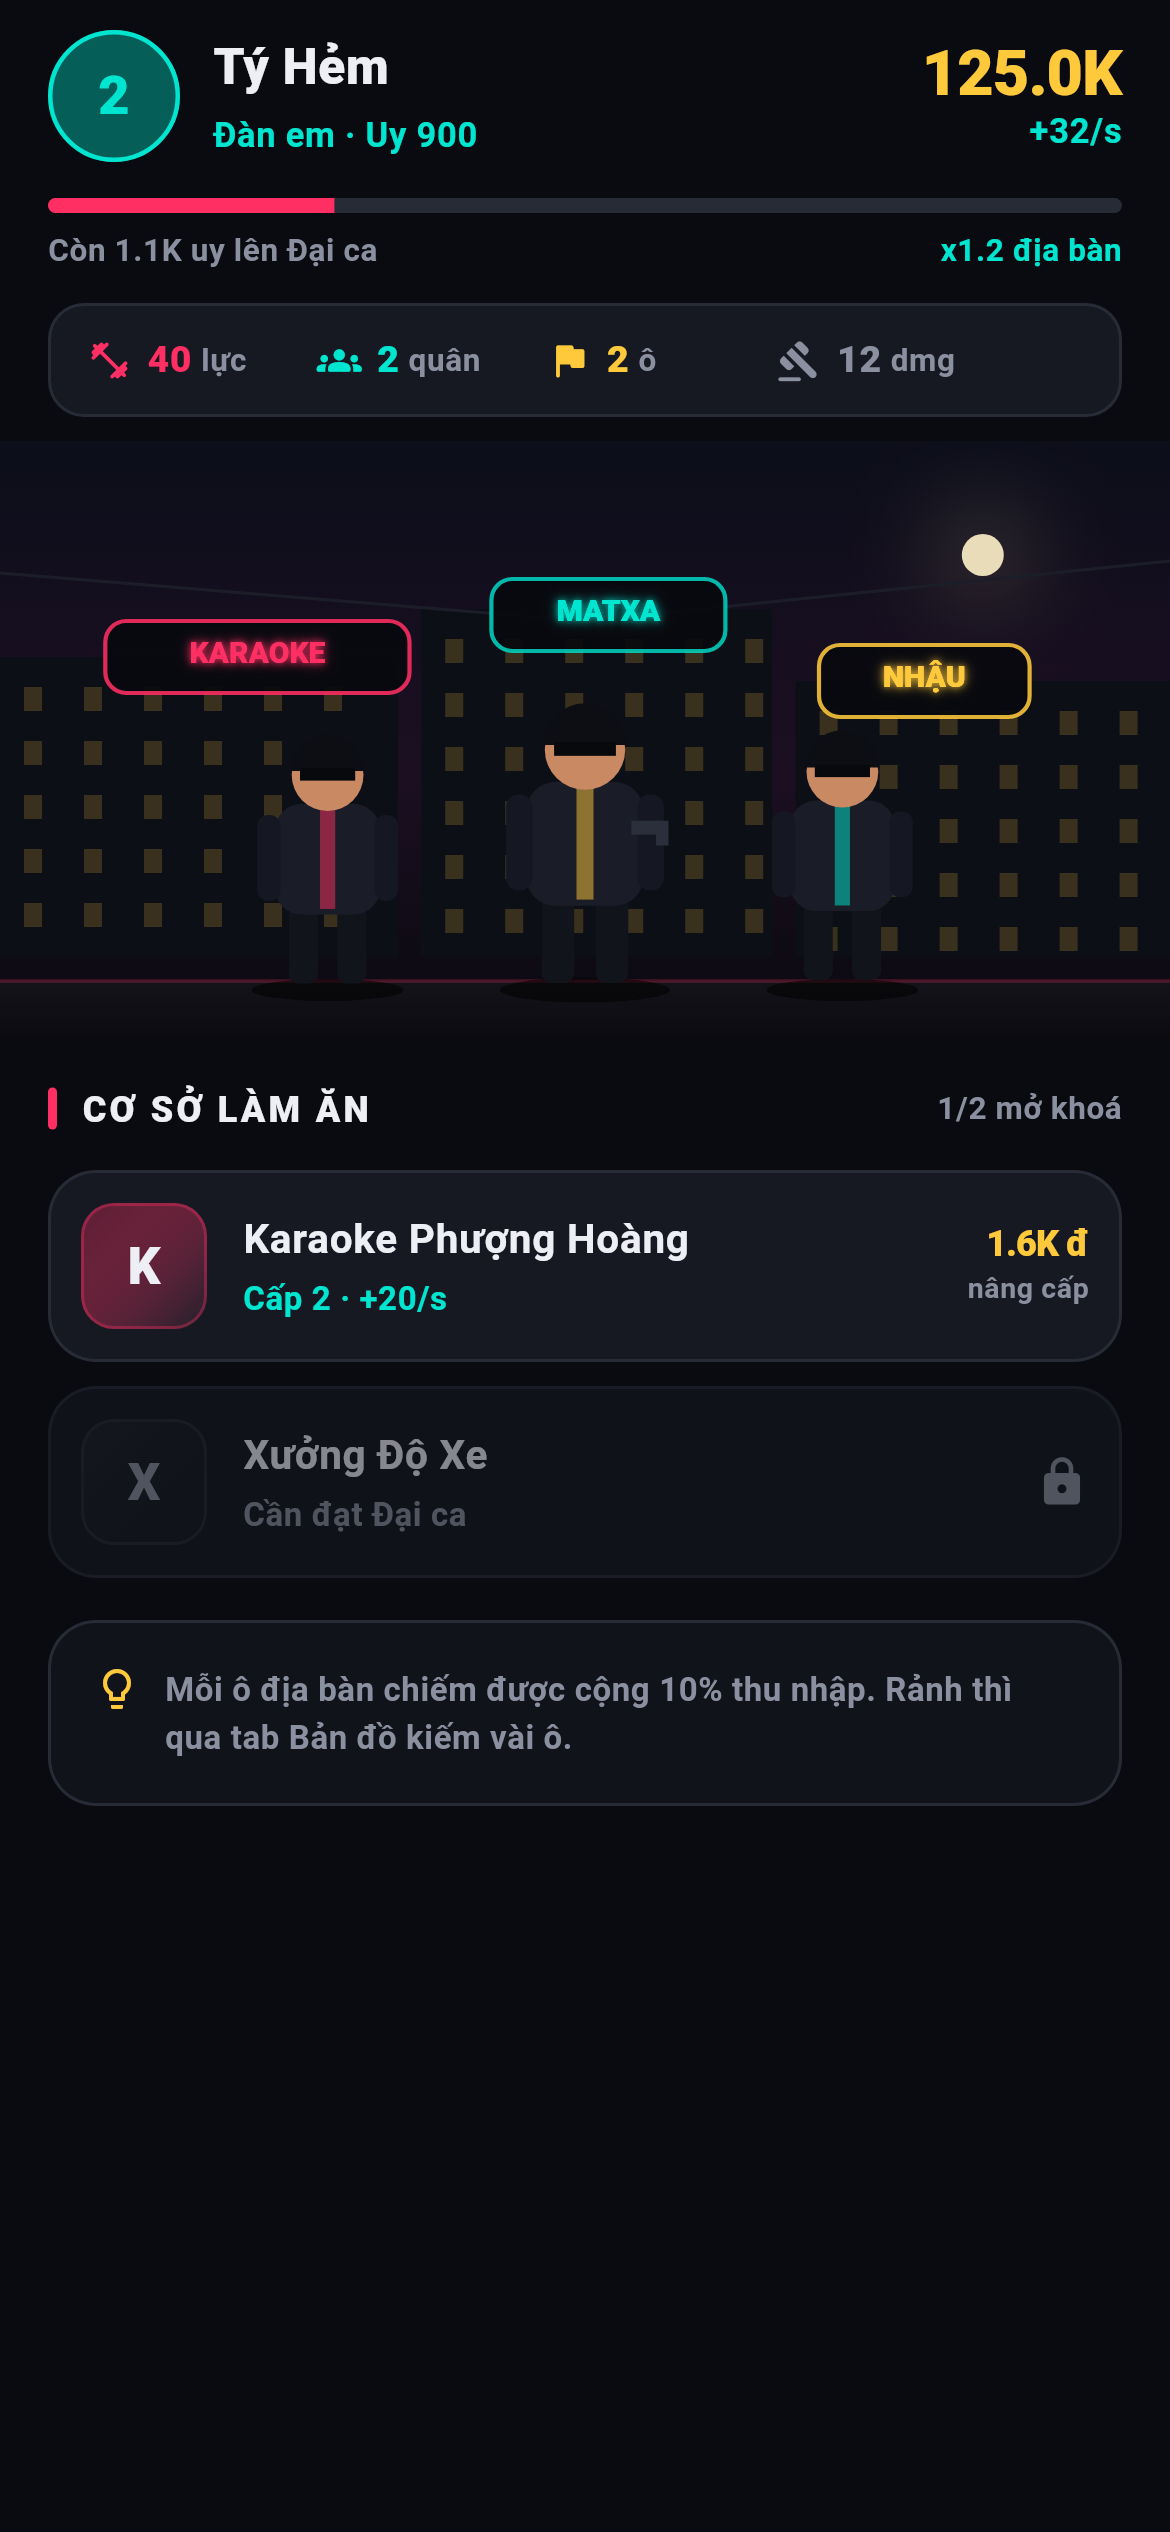 2
Tý Hẻm
Đàn em · Uy 900
125.0K
+32/s
Còn 1.1K uy lên Đại ca
x1.2 địa bàn
40 lực
2 quân
2 ô
12 dmg
MATXA
KARAOKE
NHẬU
CƠ SỞ LÀM ĂN
1/2 mở khoá
K
Karaoke Phượng Hoàng
Cấp 2 · +20/s
1.6K đ
nâng cấp
X
Xưởng Độ Xe
Cần đạt Đại ca
Mỗi ô địa bàn chiếm được cộng 10% thu nhập. Rảnh thì
qua tab Bản đồ kiếm vài ô.